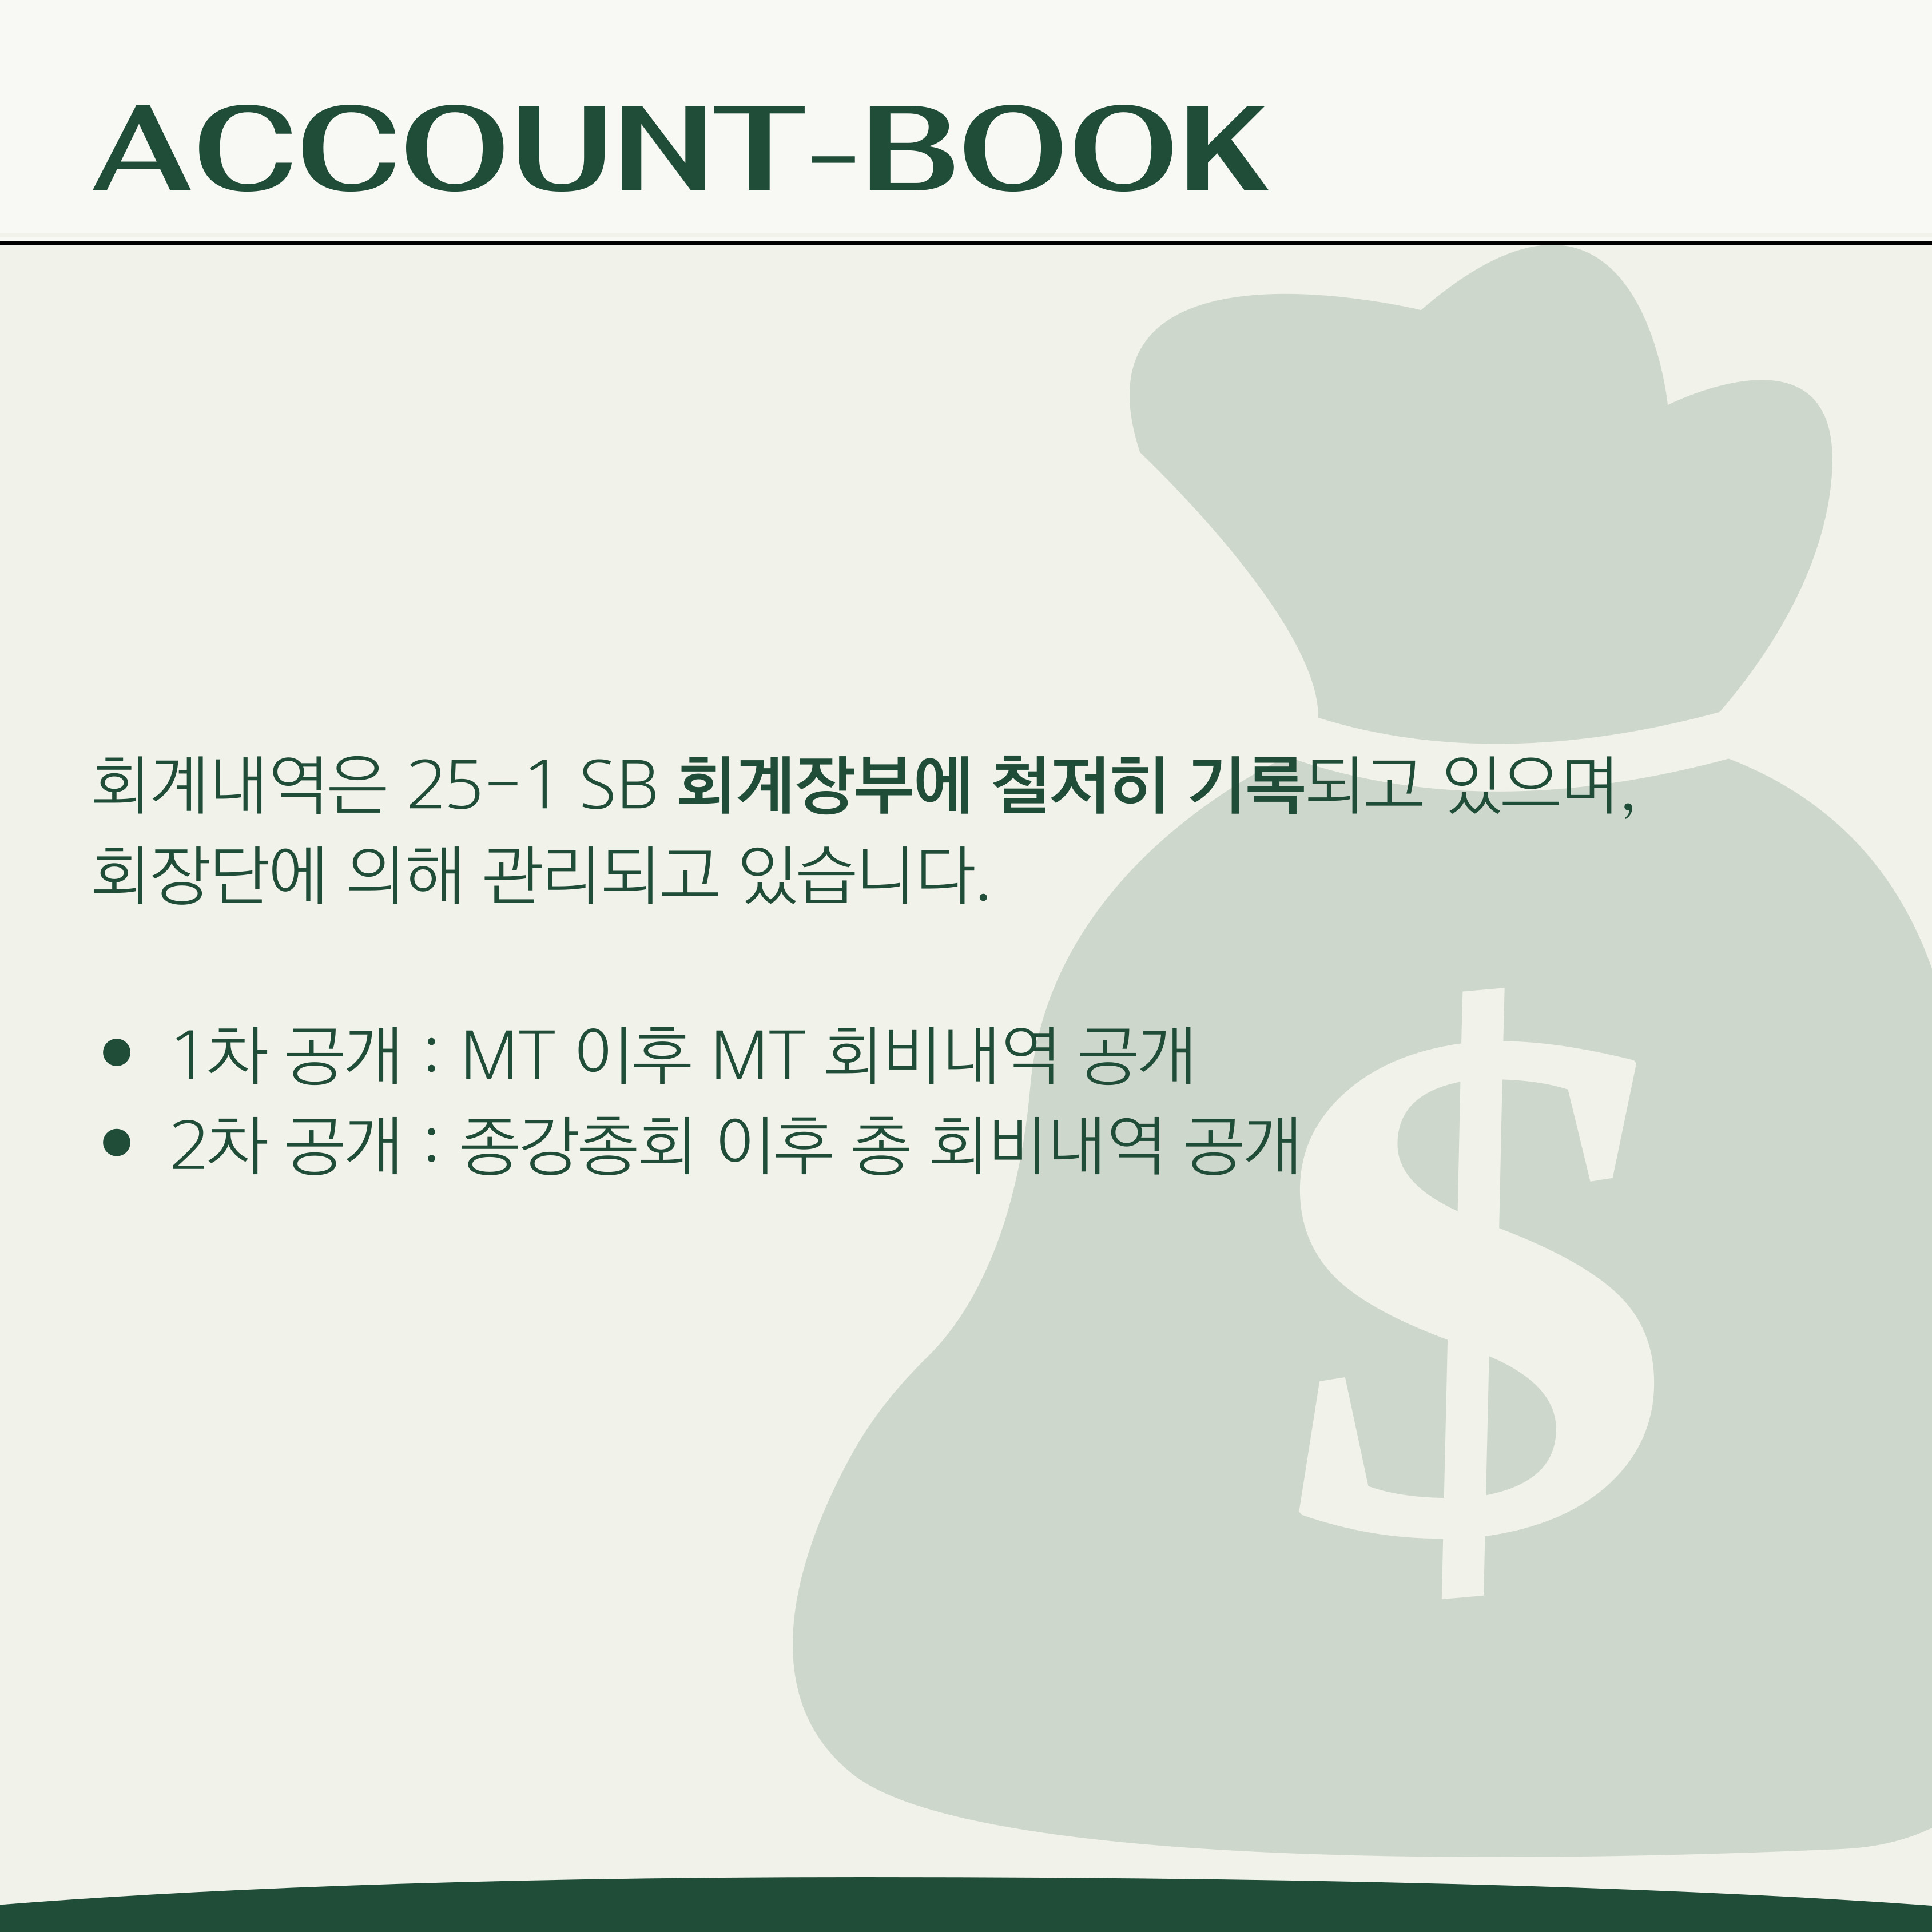 ACCOUNT-BOOK
회계내역은 25-1 SB 회계장부에 철저히 기록되고 있으며,
회장단에 의해 관리되고 있습니다.
• 1차 공개 : MT 이후 MT 회비내역 공개
• 2차 공개 : 종강총회 이후 총 회비내역 공개
$